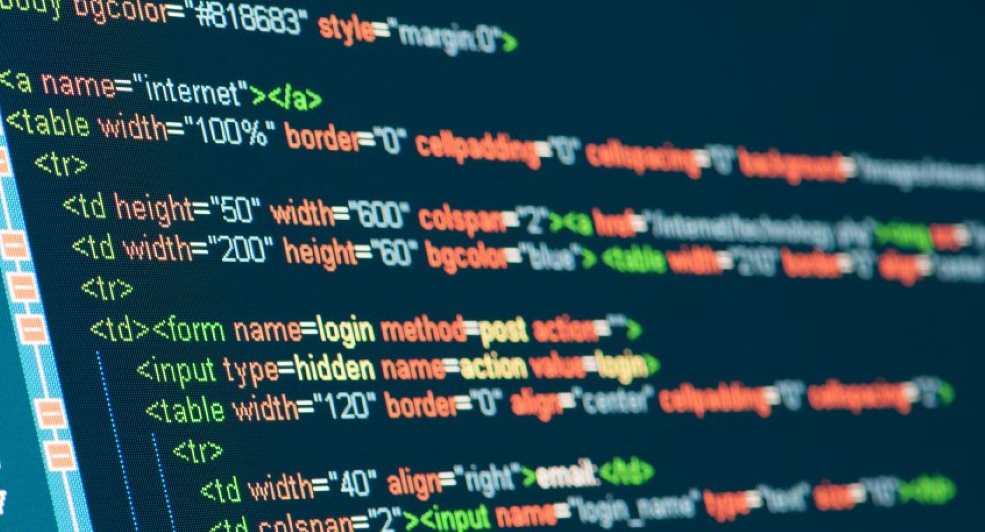 body bgcolor="#818683" style="margin:0">
<a name="internet"></a>
<table width="100%" border="0" cellpadding="0" cellspacing="0" background=
<tr>
<td height="50" width="600" colspan="2"><a href="/internettechnology.php"><img
<td width="200" height="60" bgcolor="blue"> <table width="210" border="0" align="center
<tr>
<td><form name=login method=post action="">
<input type=hidden name=action value=login>
<table width="120" border="0" align="center" cellpadding="0" cellspacing=
<tr>
<td width="40" align="right">email:</td>
<td colspan="2"><input name="login_name" type="text" size="10"></td>